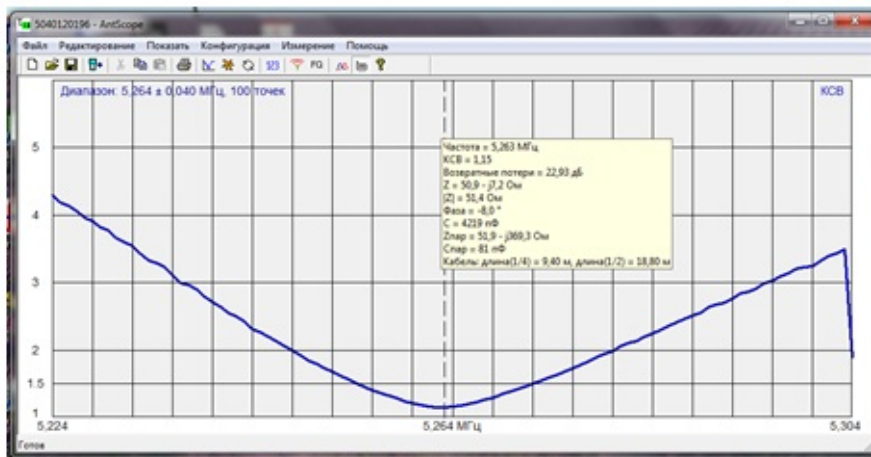 5040120196 - AntScope
Файл Редактирование Показать Конфигурация Измерение Помощь
123 FQ
Диапазон: 5,264 ± 0,040 МГц, 100 точек
КСВ
Частота = 5,263 МГц
КСВ = 1,15
Возвратные потери = 22,93 дБ
Z = 50,9 - j7,2 Ом
|Z| = 51,4 Ом
Фаза = -8,0 °
C = 4219 пФ
Zпар = 51,9 - j369,3 Ом
Cпар = 81 пФ
Кабель: длина(1/4) = 9,40 м, длина(1/2) = 18,80 м
5
4
3
2
1.5
1
5,224
5,264 МГц
5,304
Готов